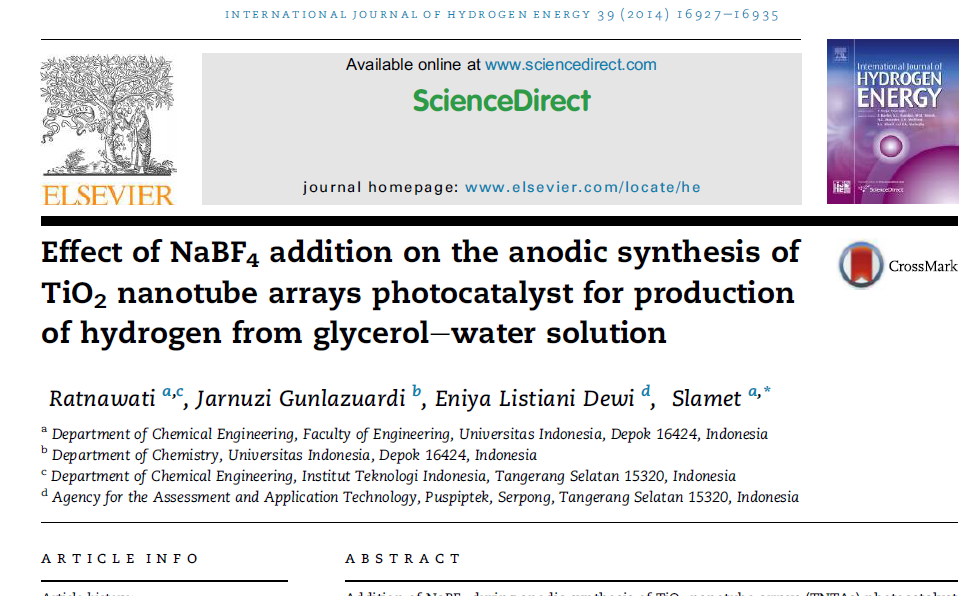 INTERNATIONAL JOURNAL OF HYDROGEN ENERGY 39 (2014) 16927–16935
Available online at www.sciencedirect.com
ScienceDirect
journal homepage: www.elsevier.com/locate/he
ELSEVIER
International Journal of
HYDROGEN
ENERGY
ScienceDirect
Effect of NaBF₄ addition on the anodic synthesis of
TiO₂ nanotube arrays photocatalyst for production
of hydrogen from glycerol–water solution
CrossMark
Ratnawati ᵃ,ᶜ, Jarnuzi Gunlazuardi ᵇ, Eniya Listiani Dewi ᵈ, Slamet ᵃ,*
ᵃ Department of Chemical Engineering, Faculty of Engineering, Universitas Indonesia, Depok 16424, Indonesia
ᵇ Department of Chemistry, Universitas Indonesia, Depok 16424, Indonesia
ᶜ Department of Chemical Engineering, Institut Teknologi Indonesia, Tangerang Selatan 15320, Indonesia
ᵈ Agency for the Assessment and Application Technology, Puspiptek, Serpong, Tangerang Selatan 15320, Indonesia
ARTICLE INFO
ABSTRACT